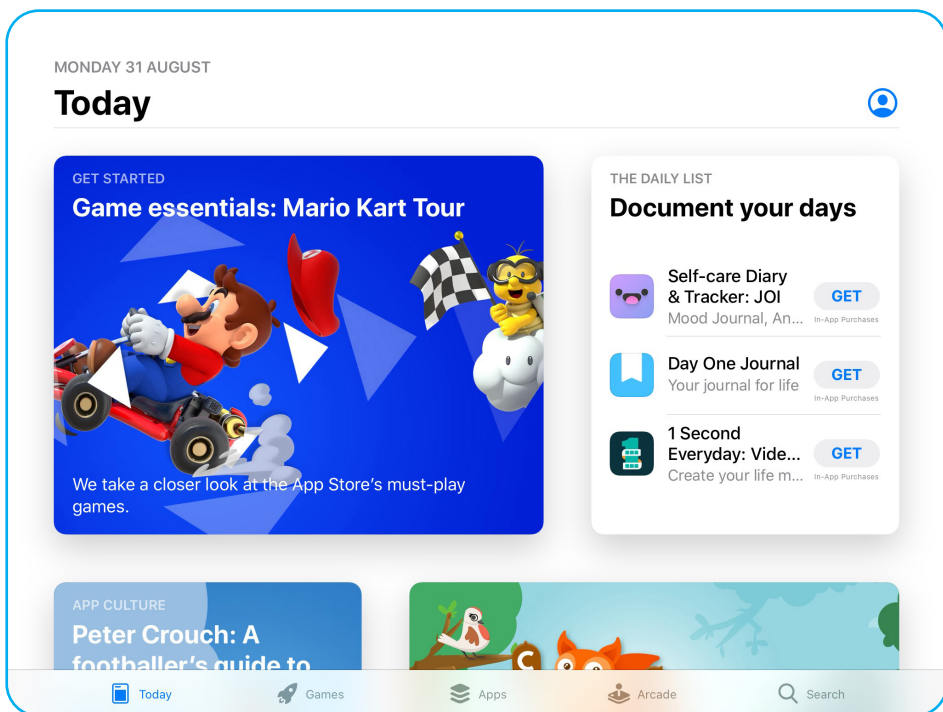 MONDAY 31 AUGUST
Today
GET STARTED
Game essentials: Mario Kart Tour
We take a closer look at the App Store's must-play
games.
THE DAILY LIST
Document your days
Self-care Diary
& Tracker: JOI
Mood Journal, An...
GET
In-App Purchases
Day One Journal
Your journal for life
GET
In-App Purchases
1 Second
Everyday: Vide...
Create your life m...
GET
In-App Purchases
APP CULTURE
Peter Crouch: A
footballer's guide to
C
Today
Games
Apps
Arcade
Search